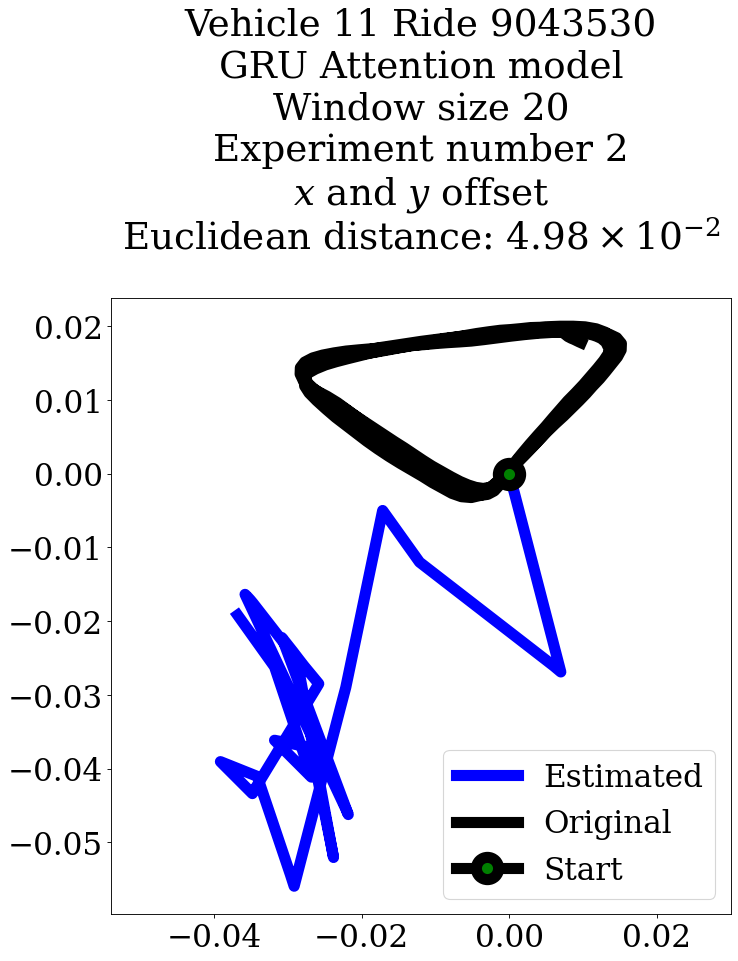 Vehicle 11 Ride 9043530
GRU Attention model
Window size 20
Experiment number 2
x and y offset
Euclidean distance: 4.98 × 10⁻²
0.02
0.01
0.00
−0.01
−0.02
−0.03
−0.04
−0.05
Estimated
Original
Start
−0.04 −0.02 0.00 0.02